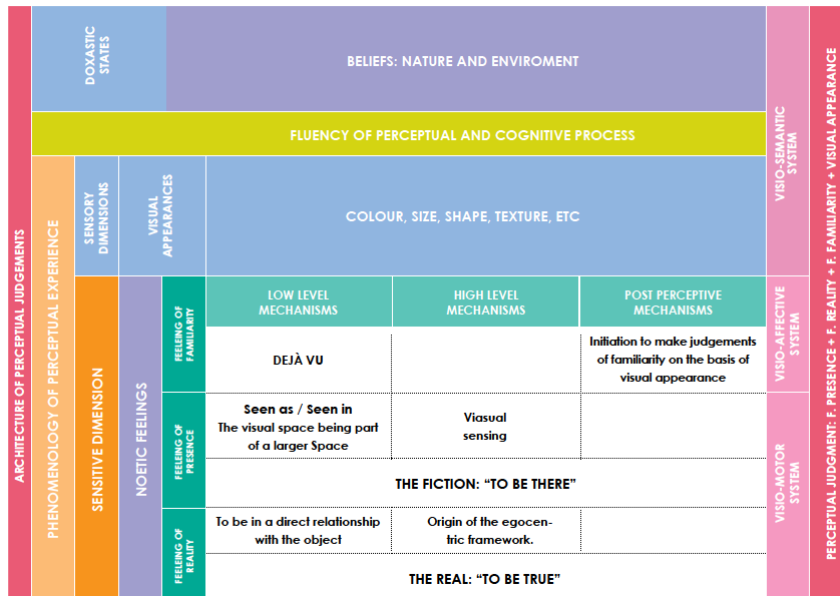 ARCHITECTURE OF PERCEPTUAL JUDGEMENTS
DOXASTIC
STATES
BELIEFS: NATURE AND ENVIROMENT
FLUENCY OF PERCEPTUAL AND COGNITIVE PROCESS
PHENOMENOLOGY OF PERCEPTUAL EXPERIENCE
SENSORY
DIMENSIONS
VISUAL
APPEARANCES
COLOUR, SIZE, SHAPE, TEXTURE, ETC
VISIO-SEMANTIC
SYSTEM
SENSITIVE DIMENSION
NOETIC FEELINGS
FEELEING OF
FAMILIARITY
LOW LEVEL
MECHANISMS
HIGH LEVEL
MECHANISMS
POST PERCEPTIVE
MECHANISMS
DEJÀ VU
Initiation to make judgements
of familiarity on the basis of
visual appearance
VISIO-AFFECTIVE
SYSTEM
FEELEING OF
PRESENCE
Seen as / Seen in
The visual space being part
of a larger Space
Viasual
sensing
THE FICTION: “TO BE THERE”
VISIO-MOTOR
SYSTEM
FEELEING OF
REALITY
To be in a direct relationship
with the object
Origin of the egocen-
tric framework.
THE REAL: “TO BE TRUE”
PERCEPTUAL JUDGMENT: F. PRESENCE + F. REALITY + F. FAMILIARITY + VISUAL APPEARANCE